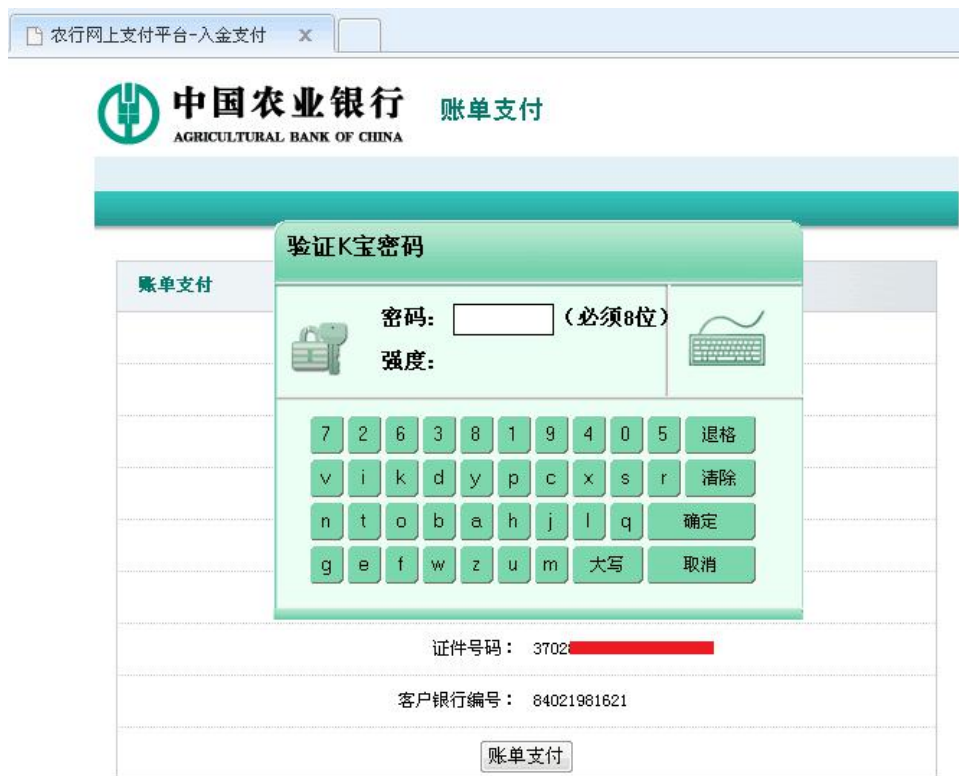 农行网上支付平台-入金支付 x
中国农业银行 账单支付
AGRICULTURAL BANK OF CHINA
验证K宝密码
账单支付
密码: (必须8位)
强度:
7 2 6 3 8 1 9 4 0 5 退格
v i k d y p c x s r 清除
n t o b a h j l q 确定
g e f w z u m 大写 取消
证件号码: 3702
客户银行编号: 84021981621
账单支付